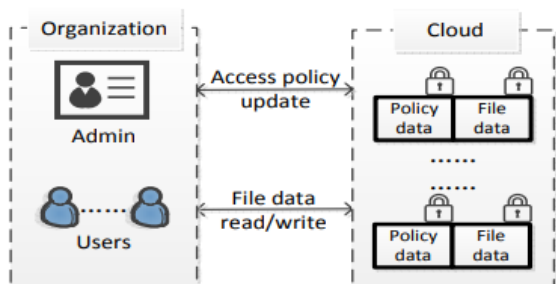 Organization
Cloud
Admin
Access policy
update
Policy
data
File
data
......
......
Users
File data
read/write
Policy
data
File
data